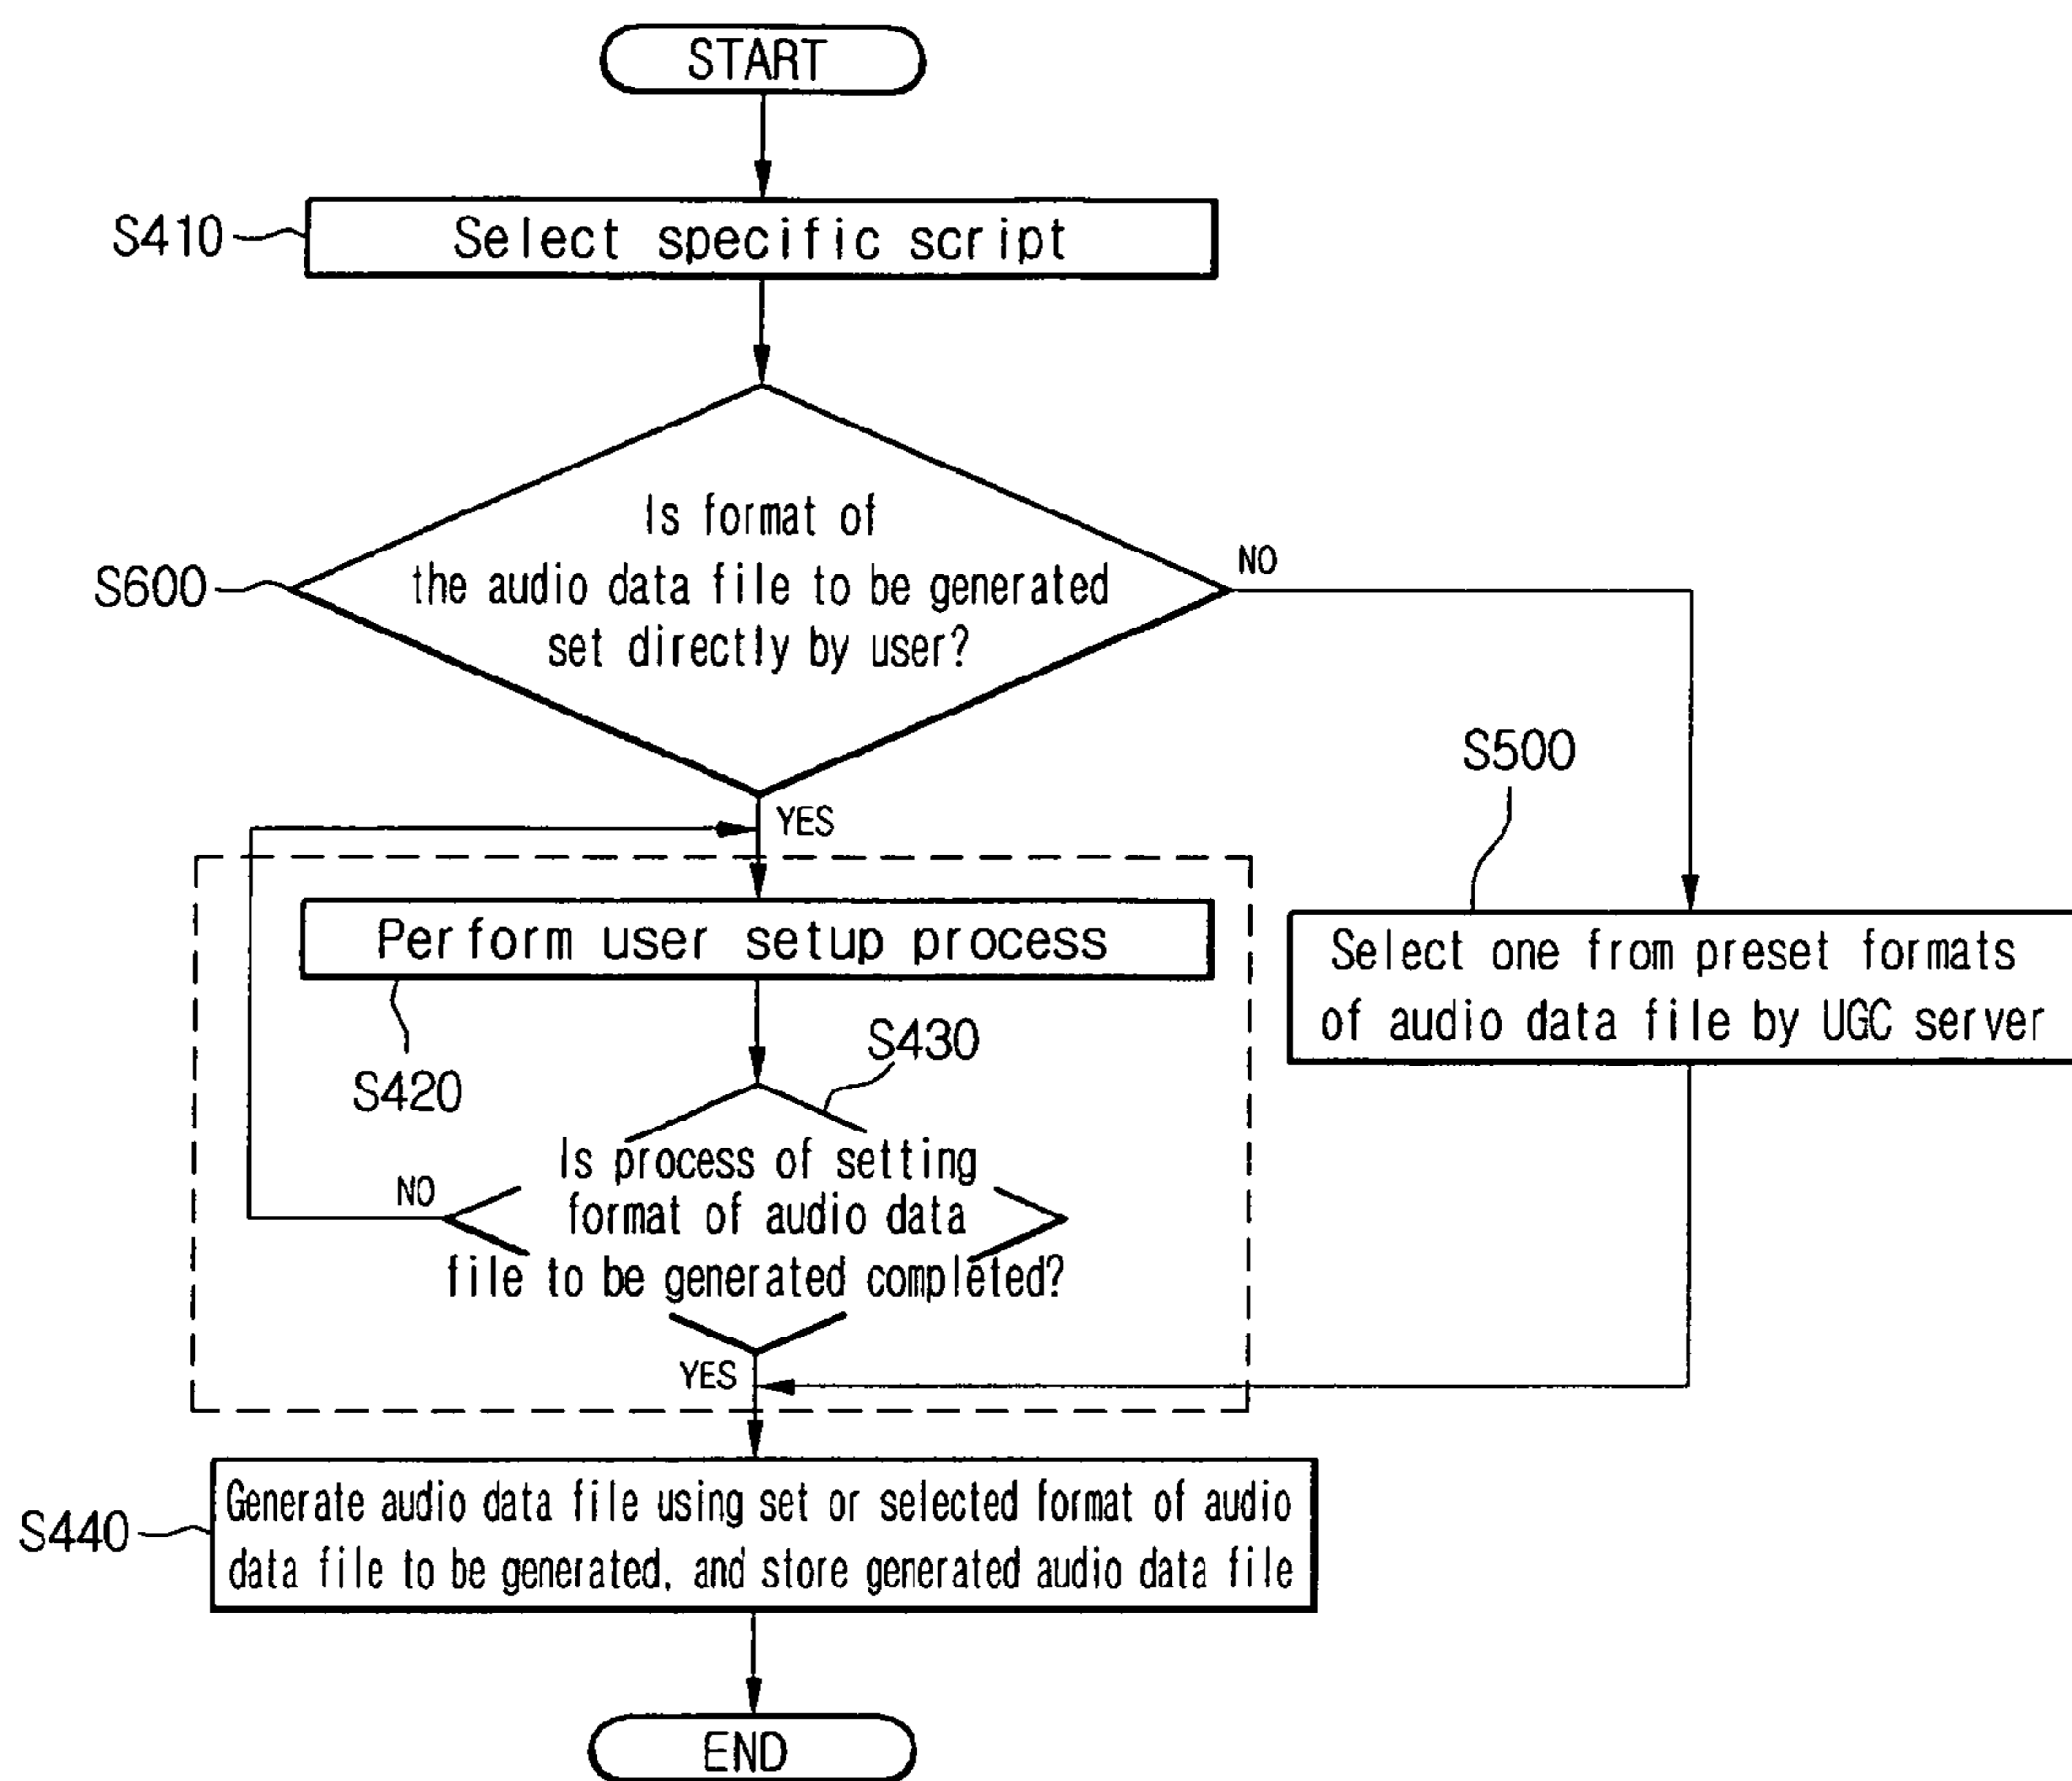 START
S410
Select specific script
S600
Is format of
the audio data file to be generated
set directly by user?
NO
YES
S500
Perform user setup process
Select one from preset formats
of audio data file by UGC server
S420
S430
Is process of setting
format of audio data
file to be generated completed?
NO
YES
S440
Generate audio data file using set or selected format of audio
data file to be generated, and store generated audio data file
END